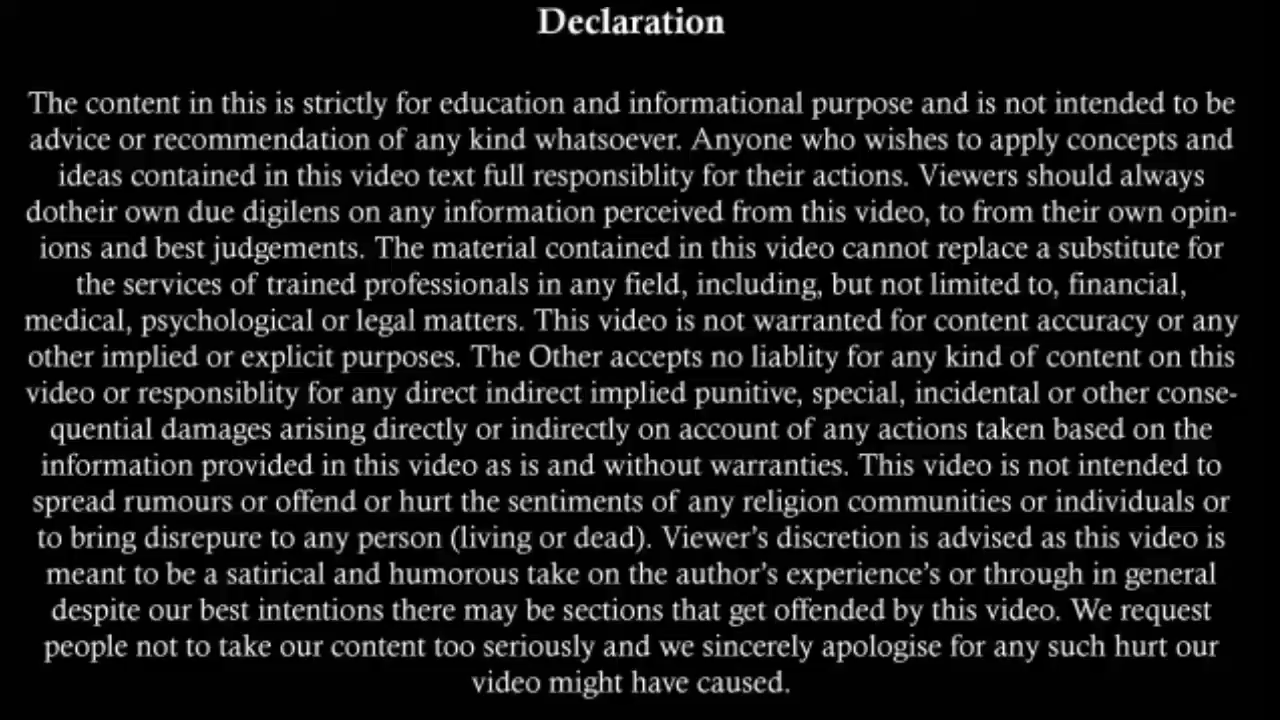 Declaration
The content in this is strictly for education and informational purpose and is not intended to be
advice or recommendation of any kind whatsoever. Anyone who wishes to apply concepts and
ideas contained in this video text full responsiblity for their actions. Viewers should always
dotheir own due digilens on any information perceived from this video, to from their own opin-
ions and best judgements. The material contained in this video cannot replace a substitute for
the services of trained professionals in any field, including, but not limited to, financial,
medical, psychological or legal matters. This video is not warranted for content accuracy or any
other implied or explicit purposes. The Other accepts no liablity for any kind of content on this
video or responsiblity for any direct indirect implied punitive, special, incidental or other conse-
quential damages arising directly or indirectly on account of any actions taken based on the
information provided in this video as is and without warranties. This video is not intended to
spread rumours or offend or hurt the sentiments of any religion communities or individuals or
to bring disrepure to any person (living or dead). Viewer's discretion is advised as this video is
meant to be a satirical and humorous take on the author's experience's or through in general
despite our best intentions there may be sections that get offended by this video. We request
people not to take our content too seriously and we sincerely apologise for any such hurt our
video might have caused.